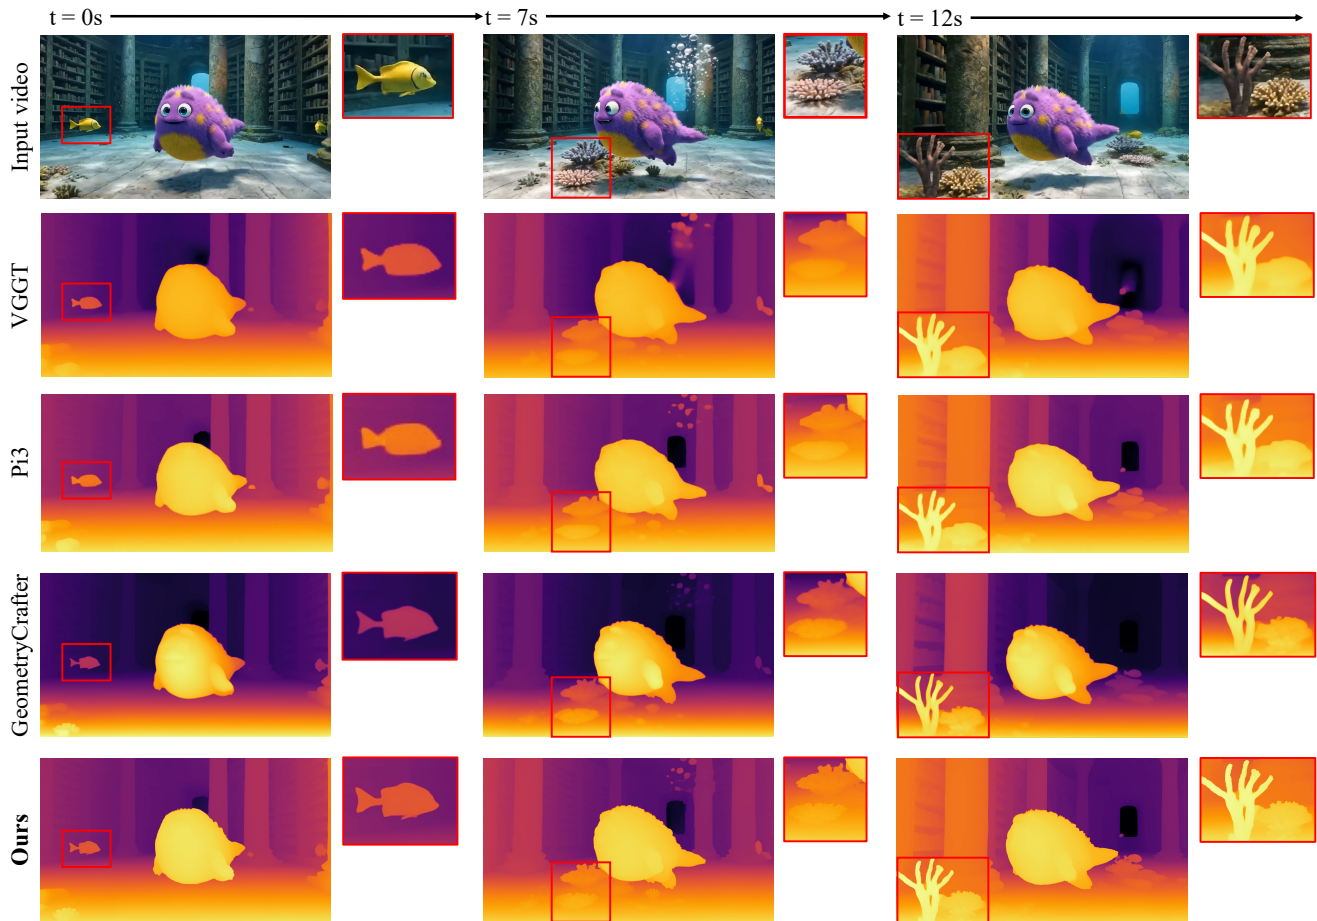 t = 0s
t = 7s
t = 12s
Input video
VGGT
Pi3
GeometryCrafter
Ours